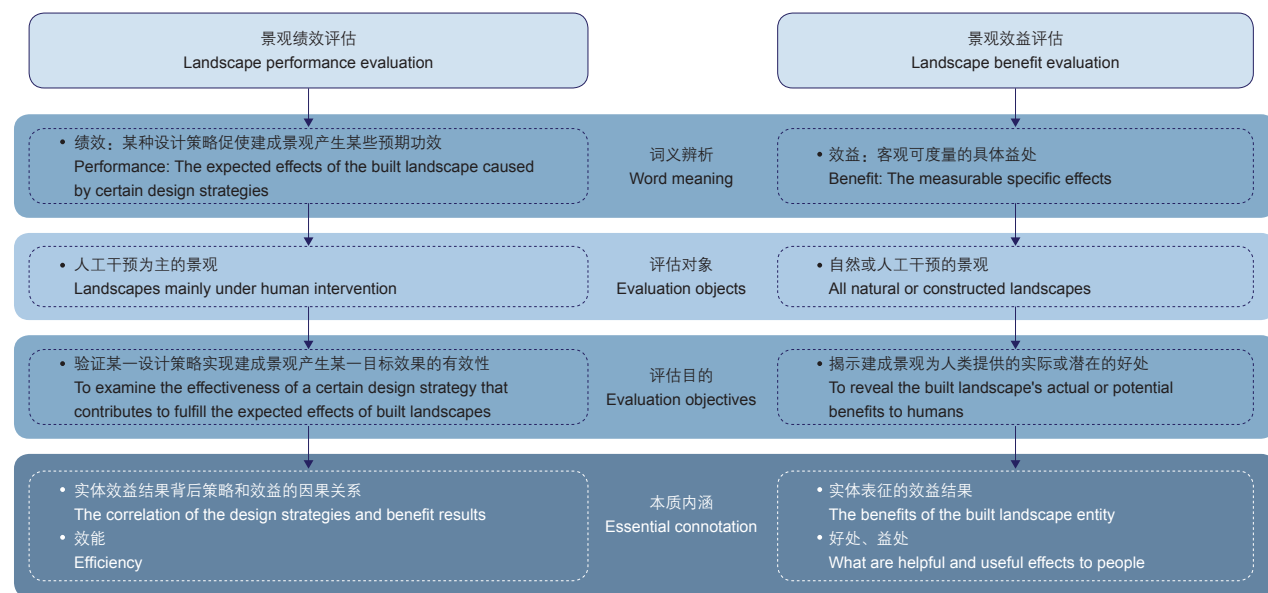 景观绩效评估
Landscape performance evaluation
景观效益评估
Landscape benefit evaluation
• 绩效：某种设计策略促使建成景观产生某些预期功效
Performance: The expected effects of the built landscape caused
by certain design strategies
词义辨析
Word meaning
• 效益：客观可度量的具体益处
Benefit: The measurable specific effects
• 人工干预为主的景观
Landscapes mainly under human intervention
评估对象
Evaluation objects
• 自然或人工干预的景观
All natural or constructed landscapes
• 验证某一设计策略实现建成景观产生某一目标效果的有效性
To examine the effectiveness of a certain design strategy that
contributes to fulfill the expected effects of built landscapes
评估目的
Evaluation objectives
• 揭示建成景观为人类提供的实际或潜在的好处
To reveal the built landscape's actual or potential
benefits to humans
• 实体效益结果背后策略和效益的因果关系
The correlation of the design strategies and benefit results
• 效能
Efficiency
本质内涵
Essential connotation
• 实体表征的效益结果
The benefits of the built landscape entity
• 好处、益处
What are helpful and useful effects to people